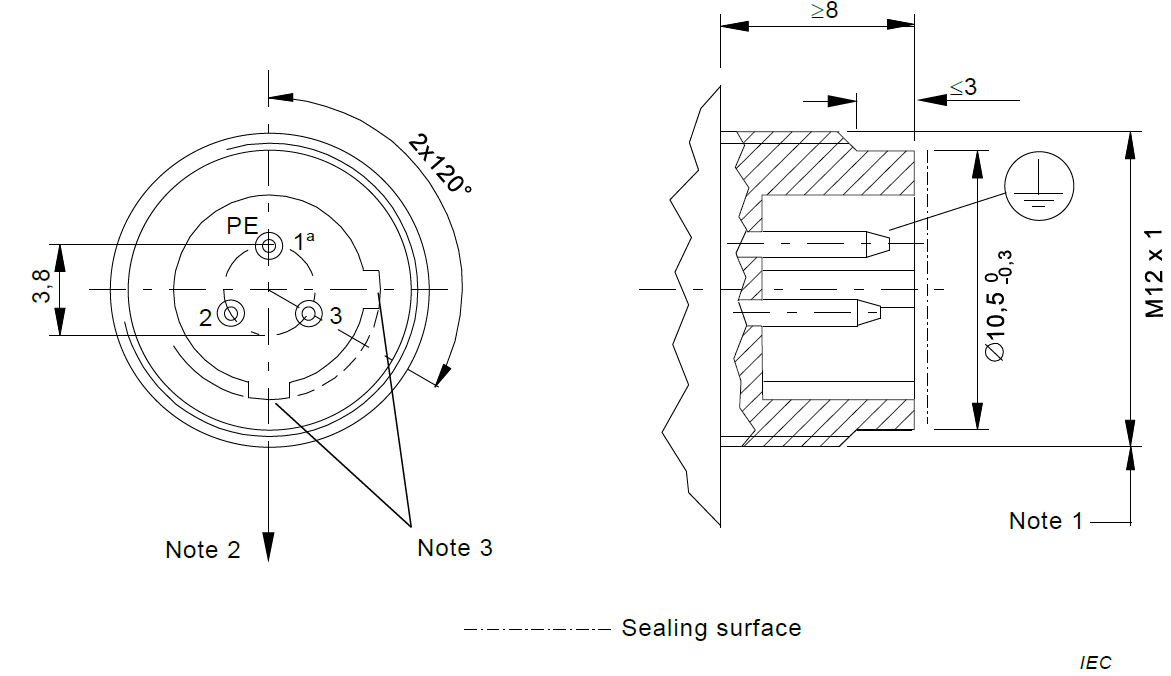 ≥8
≤3
2x120°
PE
1a
3,8
2
3
Ø10,5 0 -0,3
M12 x 1
Note 1
Note 2
Note 3
Sealing surface
IEC